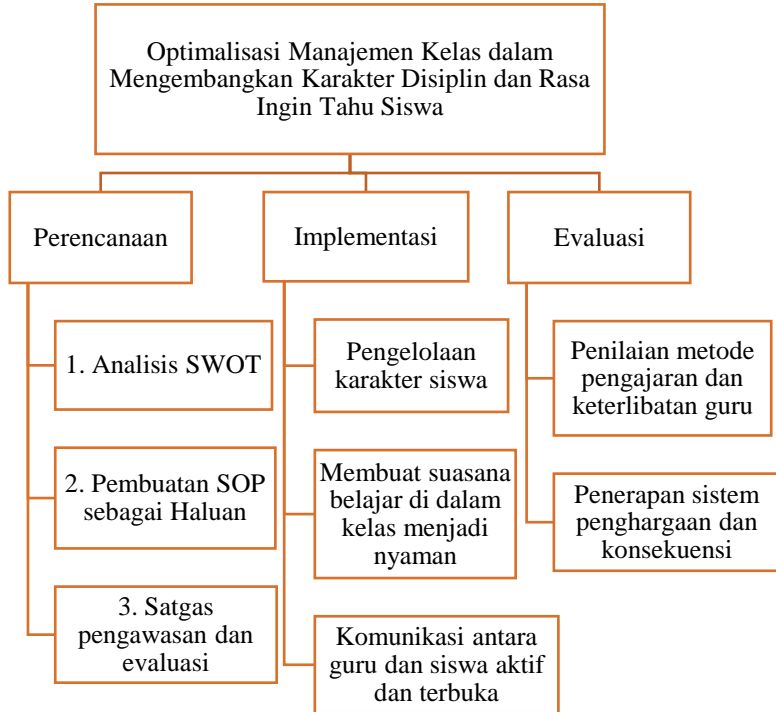 Optimalisasi Manajemen Kelas dalam
Mengembangkan Karakter Disiplin dan Rasa
Ingin Tahu Siswa
Perencanaan
1. Analisis SWOT
2. Pembuatan SOP
sebagai Haluan
3. Satgas
pengawasan dan
evaluasi
Implementasi
Pengelolaan
karakter siswa
Membuat suasana
belajar di dalam
kelas menjadi
nyaman
Komunikasi antara
guru dan siswa aktif
dan terbuka
Evaluasi
Penilaian metode
pengajaran dan
keterlibatan guru
Penerapan sistem
penghargaan dan
konsekuensi